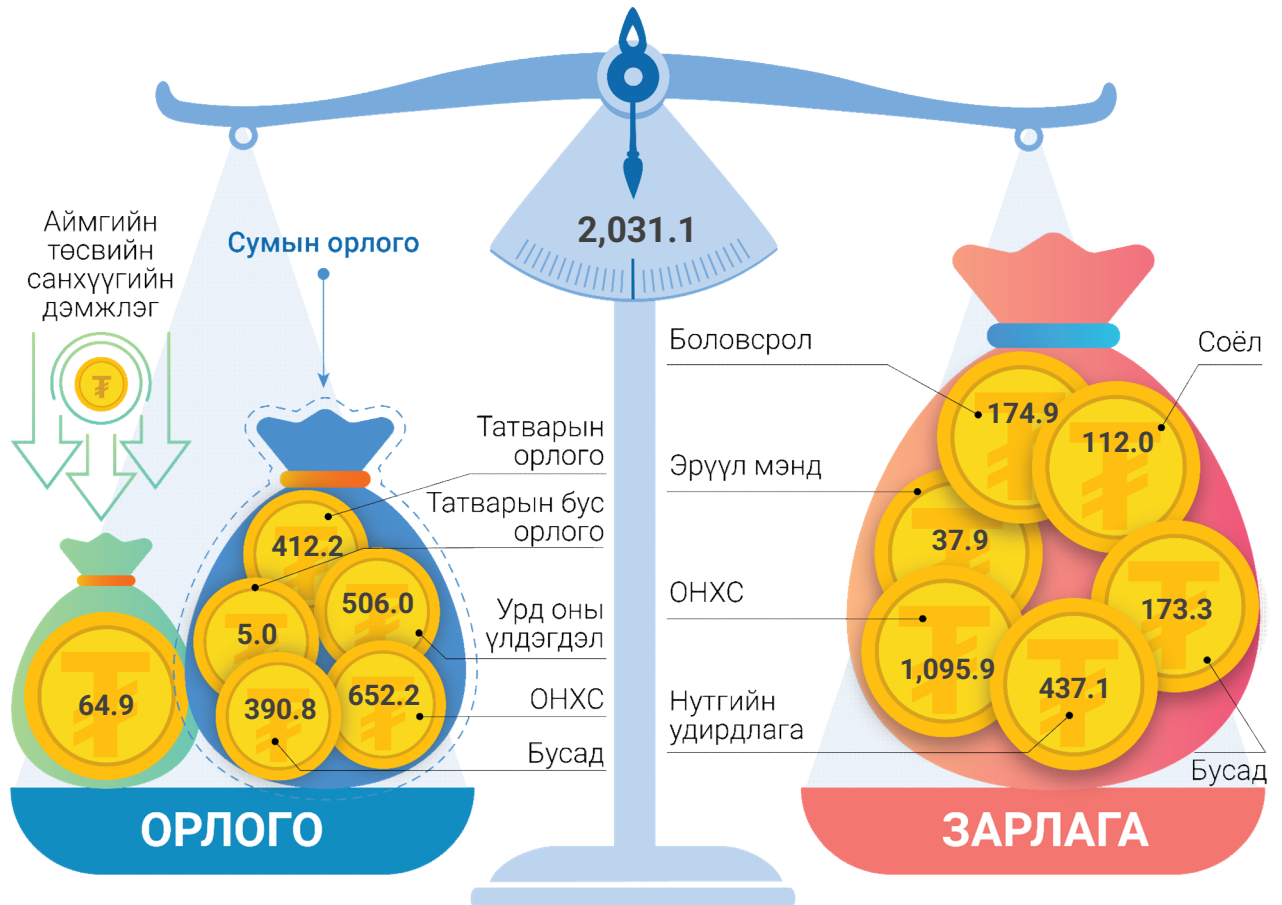 2,031.1
Аймгийн
төсвийн
санхүүгийн
дэмжлэг
Сумын орлого
Татварын
орлого
Татварын бус
орлого
Урд оны
үлдэгдэл
ОНХС
Бусад
412.2
506.0
5.0
652.2
390.8
64.9
ОРЛОГО
Боловсрол
Соёл
Эрүүл мэнд
ОНХС
Нутгийн
удирдлага
Бусад
174.9
112.0
37.9
173.3
1,095.9
437.1
ЗАРЛАГА